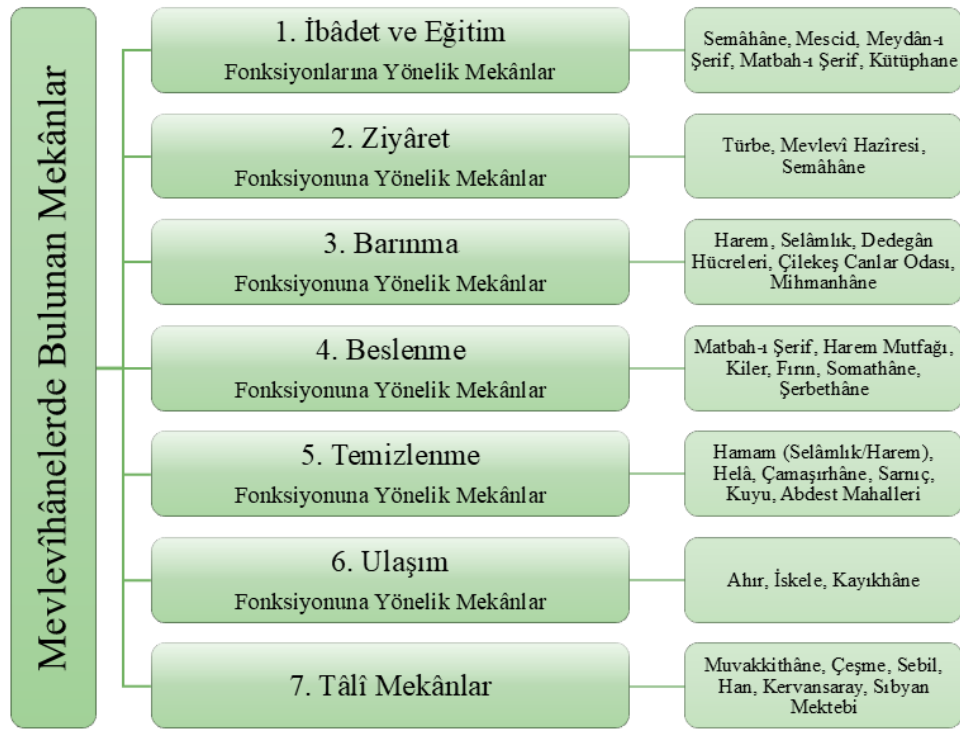 Mevlevîhânelerde Bulunan Mekânlar
1. İbâdet ve Eğitim
Fonksiyonlarına Yönelik Mekânlar
Semâhâne, Mescid, Meydân-ı
Şerif, Matbah-ı Şerif, Kütüphane
2. Ziyâret
Fonksiyonuna Yönelik Mekânlar
Türbe, Mevlevî Hazîresi,
Semâhâne
3. Barınma
Fonksiyonuna Yönelik Mekânlar
Harem, Selâmlık, Dedegân
Hücreleri, Çilekeş Canlar Odası,
Mihmanhâne
4. Beslenme
Fonksiyonuna Yönelik Mekânlar
Matbah-ı Şerif, Harem Mutfağı,
Kiler, Fırın, Somathâne,
Şerbethâne
5. Temizlenme
Fonksiyonuna Yönelik Mekânlar
Hamam (Selâmlık/Harem),
Helâ, Çamaşırhâne, Sarnıç,
Kuyu, Abdest Mahalleri
6. Ulaşım
Fonksiyonuna Yönelik Mekânlar
Ahır, İskele, Kayıkhâne
7. Tâlî Mekânlar
Muvakkithâne, Çeşme, Sebil,
Han, Kervansaray, Sıbyan
Mektebi